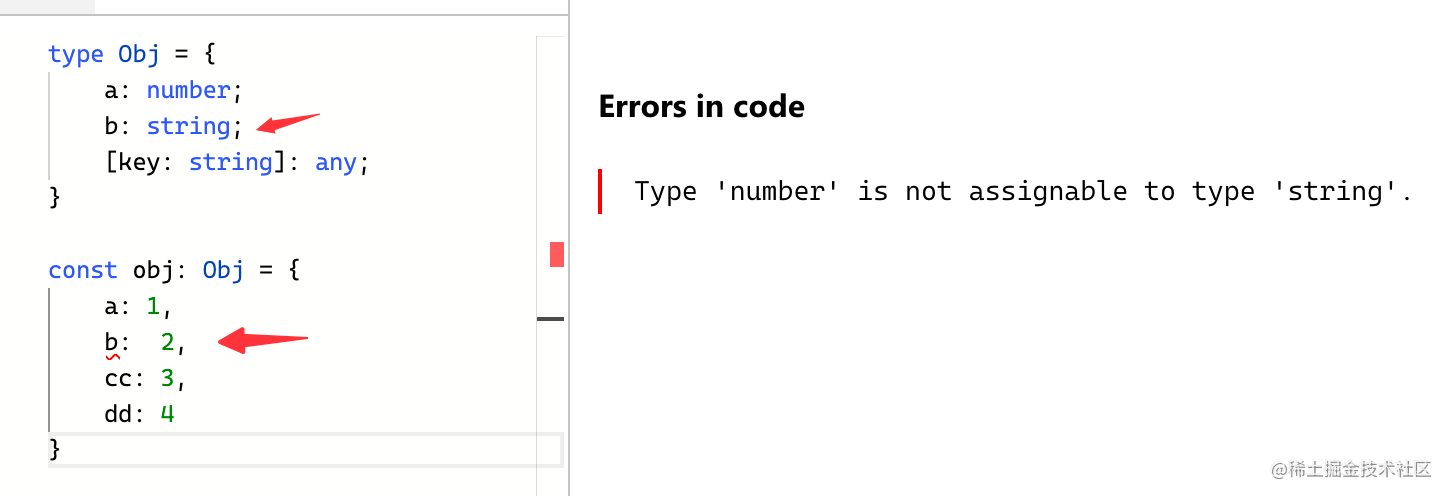 type Obj = {
    a: number;
    b: string;
    [key: string]: any;
}
const obj: Obj = {
    a: 1,
    b:  2,
    cc: 3,
    dd: 4
}
Errors in code
Type 'number' is not assignable to type 'string'.
@稀土掘金技术社区